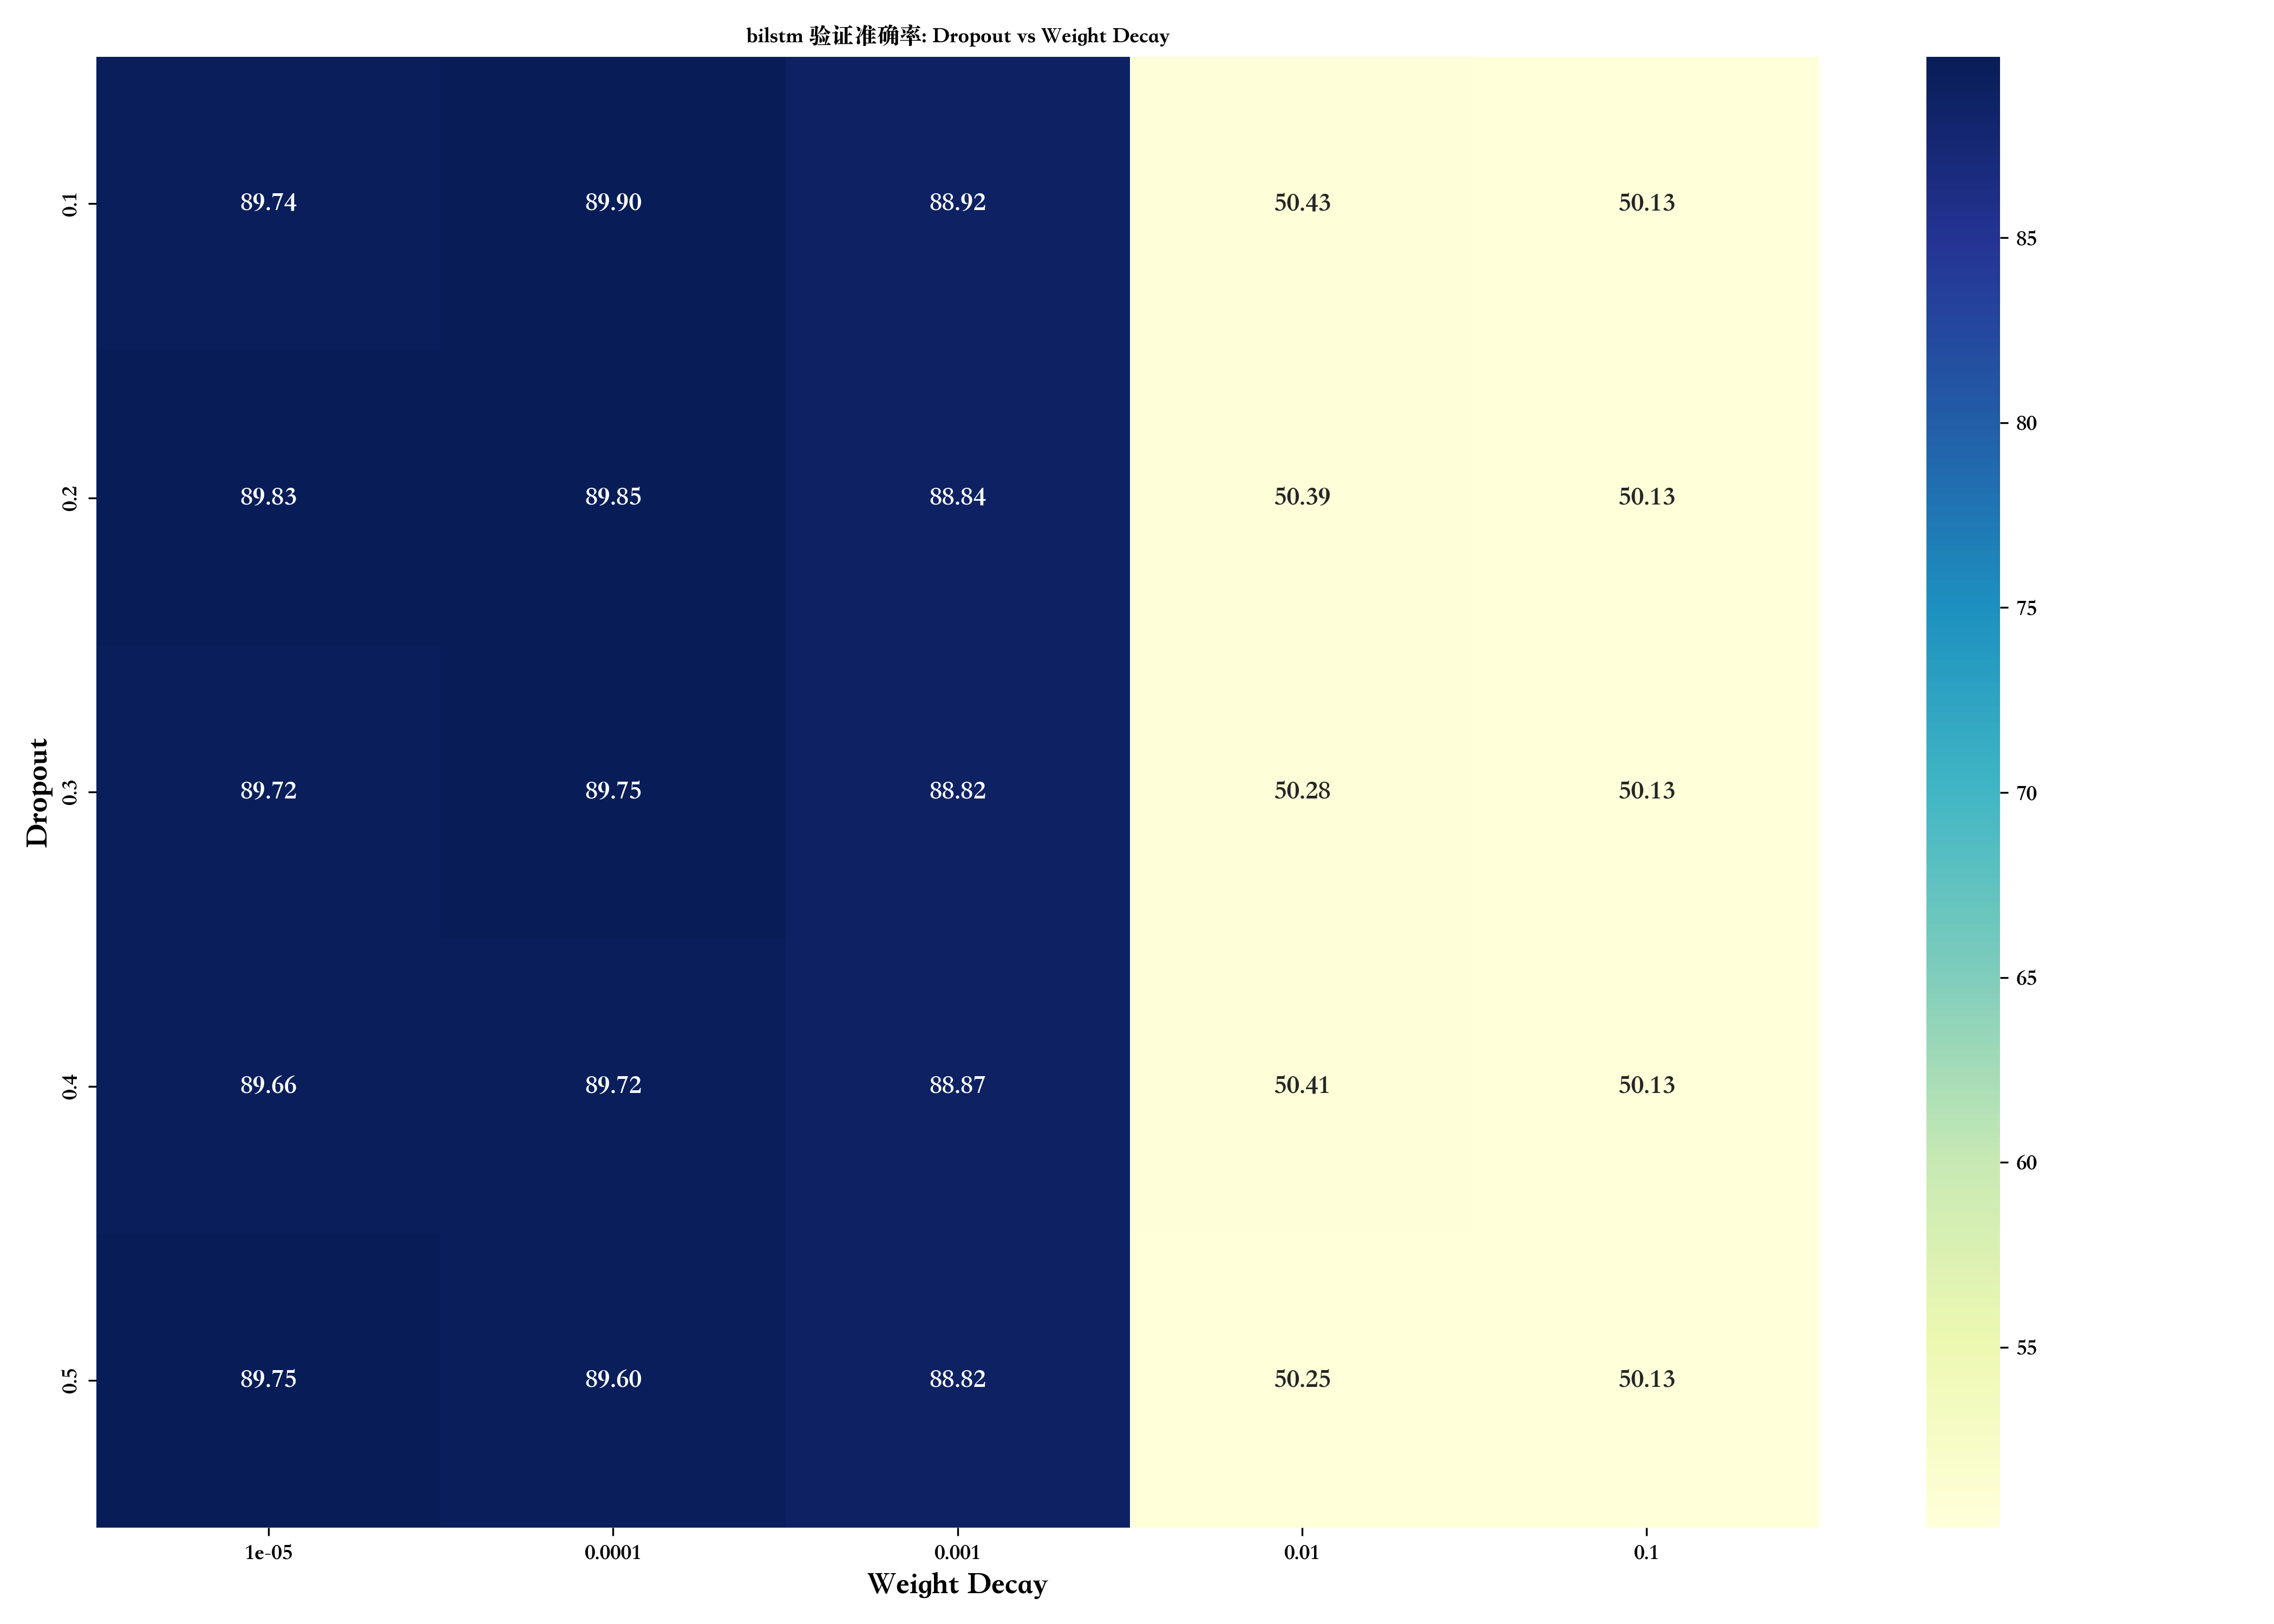 bilstm 验证准确率: Dropout vs Weight Decay
Dropout
0.1 89.74 89.90 88.92 50.43 50.13
0.2 89.83 89.85 88.84 50.39 50.13
0.3 89.72 89.75 88.82 50.28 50.13
0.4 89.66 89.72 88.87 50.41 50.13
0.5 89.75 89.60 88.82 50.25 50.13
1e-05 0.0001 0.001 0.01 0.1
Weight Decay
85
80
75
70
65
60
55